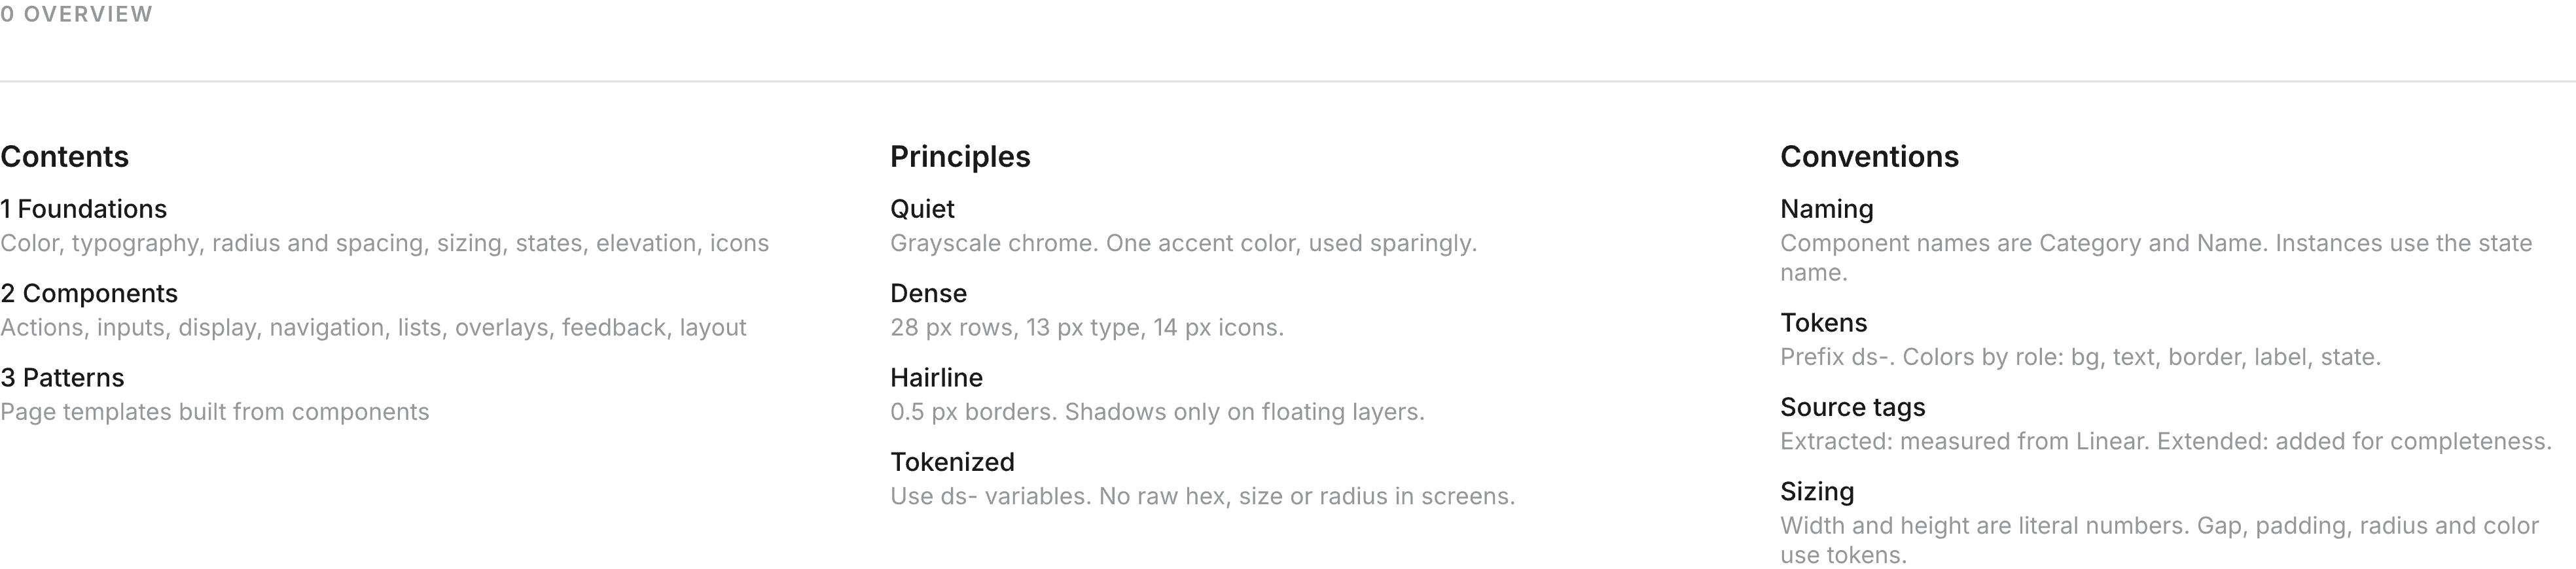 0 OVERVIEW
Contents
1 Foundations
Color, typography, radius and spacing, sizing, states, elevation, icons
2 Components
Actions, inputs, display, navigation, lists, overlays, feedback, layout
3 Patterns
Page templates built from components
Principles
Quiet
Grayscale chrome. One accent color, used sparingly.
Dense
28 px rows, 13 px type, 14 px icons.
Hairline
0.5 px borders. Shadows only on floating layers.
Tokenized
Use ds- variables. No raw hex, size or radius in screens.
Conventions
Naming
Component names are Category and Name. Instances use the state
name.
Tokens
Prefix ds-. Colors by role: bg, text, border, label, state.
Source tags
Extracted: measured from Linear. Extended: added for completeness.
Sizing
Width and height are literal numbers. Gap, padding, radius and color
use tokens.